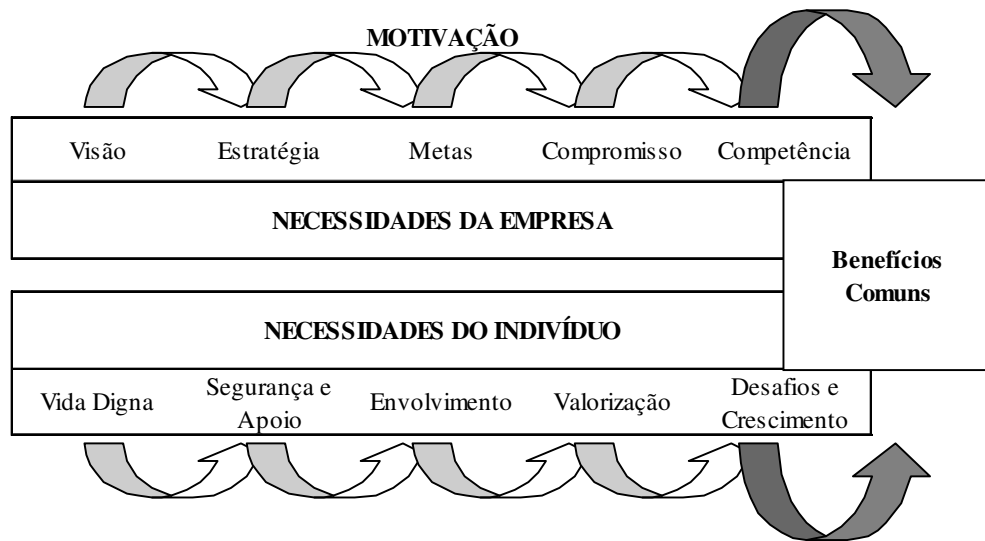 MOTIVAÇÃO
Visão Estratégia Metas Compromisso Competência
NECESSIDADES DA EMPRESA
Benefícios
Comuns
NECESSIDADES DO INDIVÍDUO
Vida Digna Segurança e Envolvimento Valorização Desafios e
Apoio Crescimento